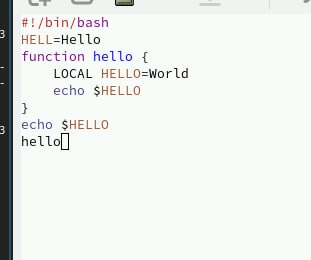 #!/bin/bash
HELL=Hello
function hello {
    LOCAL HELLO=World
    echo $HELLO
}
echo $HELLO
hello